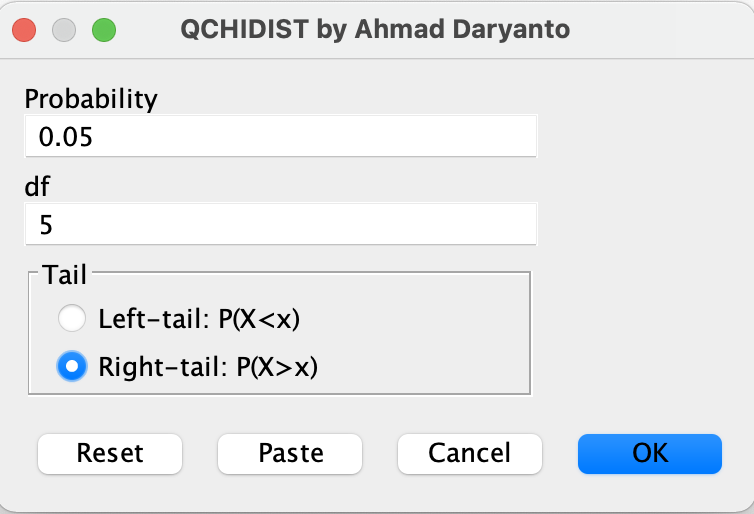 QCHIDIST by Ahmad Daryanto
Probability
0.05
df
5
Tail
Left-tail: P(X<x)
Right-tail: P(X>x)
Reset Paste Cancel OK